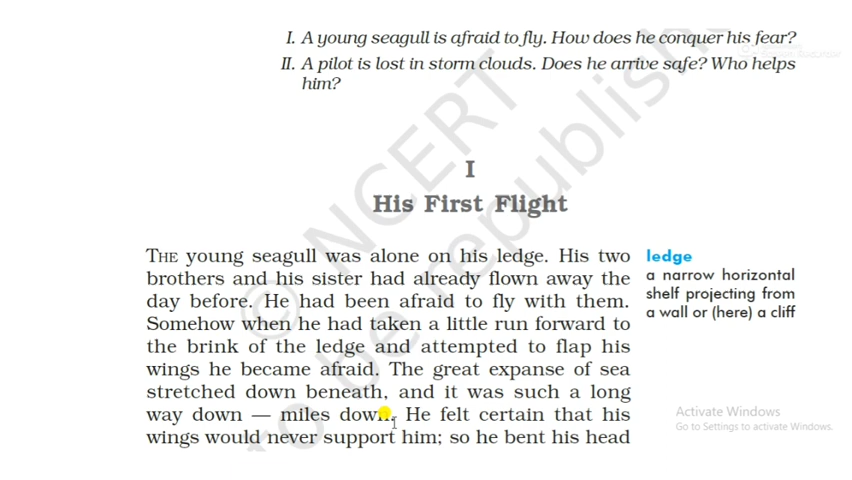 I. A young seagull is afraid to fly. How does he conquer his fear?
II. A pilot is lost in storm clouds. Does he arrive safe? Who helps
him?
© NCERT
to be republished
I
His First Flight
THE young seagull was alone on his ledge. His two
brothers and his sister had already flown away the
day before. He had been afraid to fly with them.
Somehow when he had taken a little run forward to
the brink of the ledge and attempted to flap his
wings he became afraid. The great expanse of sea
stretched down beneath, and it was such a long
way down — miles down. He felt certain that his
wings would never support him; so he bent his head
ledge
a narrow horizontal
shelf projecting from
a wall or (here) a cliff
Activate Windows
Go to Settings to activate Windows.